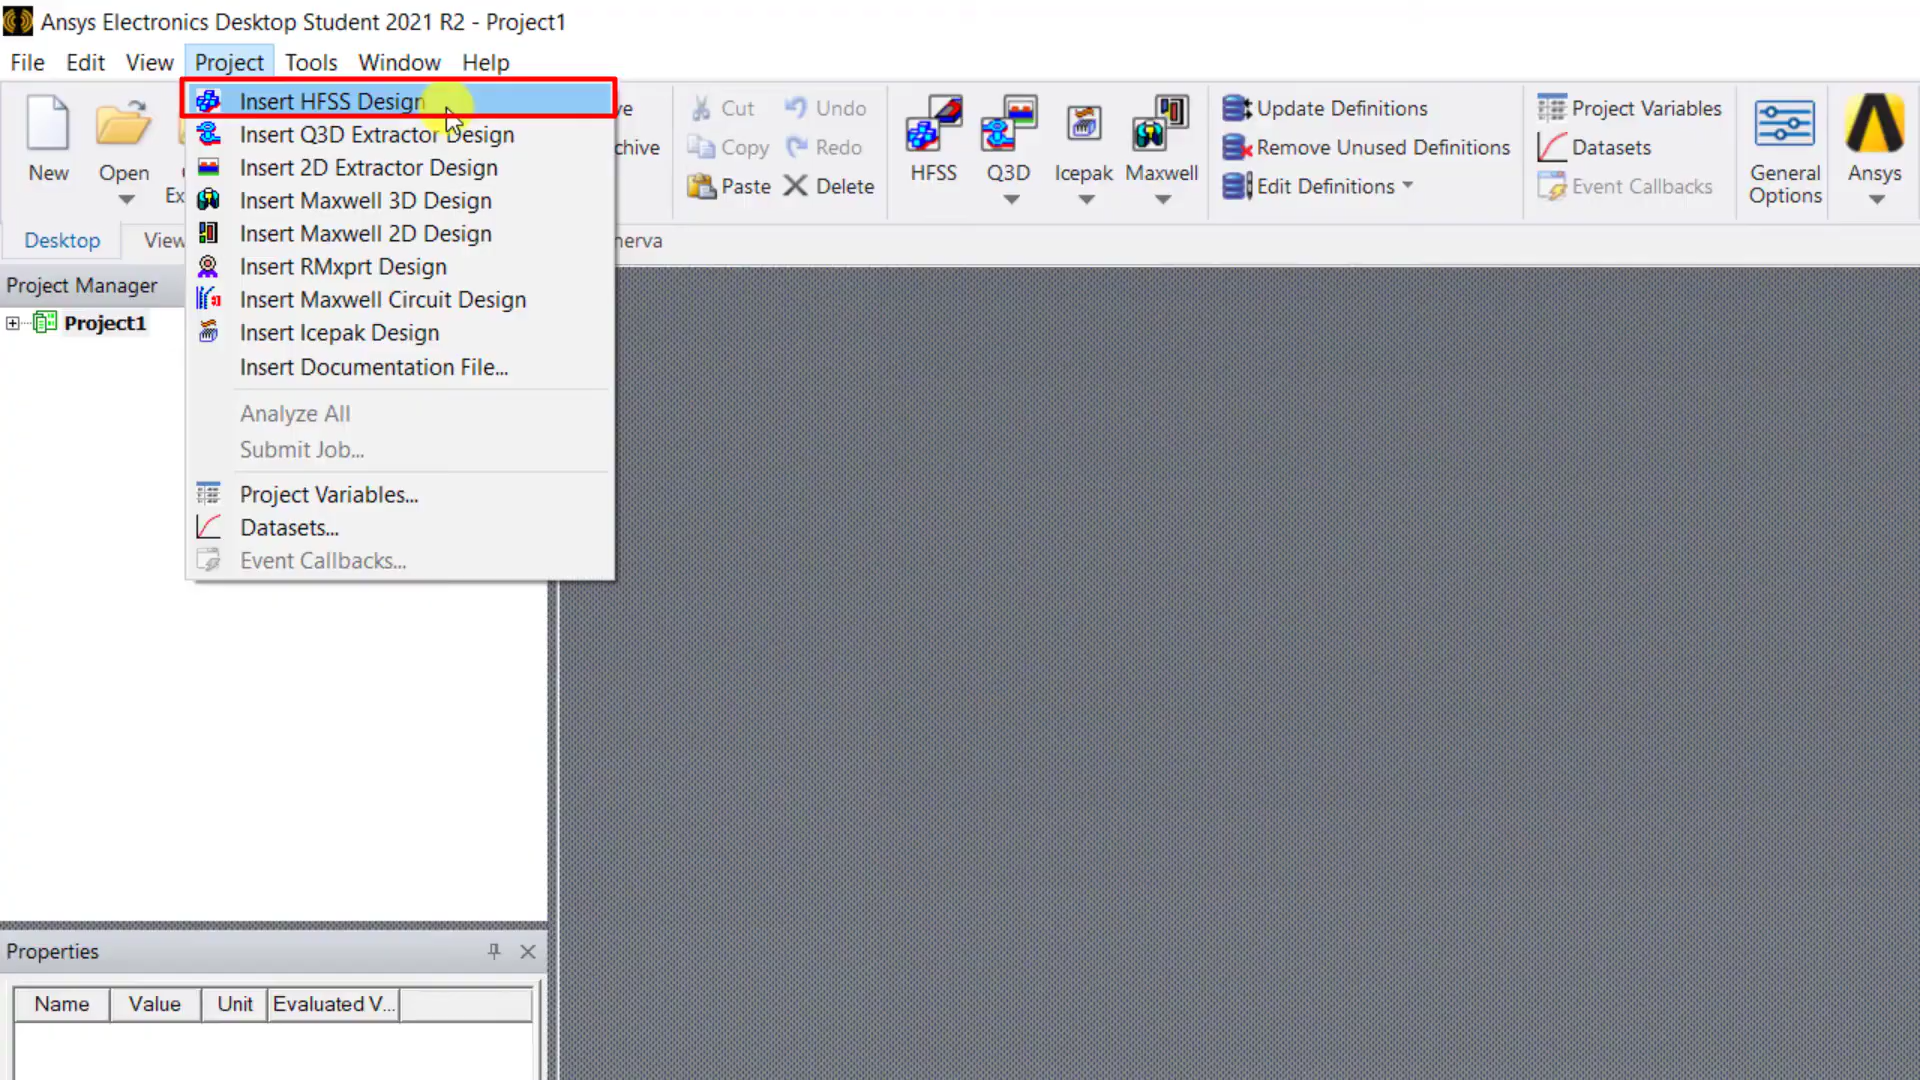 Ansys Electronics Desktop Student 2021 R2 - Project1
File Edit View Project Tools Window Help
Insert HFSS Design
Insert Q3D Extractor Design
Insert 2D Extractor Design
Insert Maxwell 3D Design
Insert Maxwell 2D Design
Insert RMxprt Design
Insert Maxwell Circuit Design
Insert Icepak Design
Insert Documentation File...
Analyze All
Submit Job...
Project Variables...
Datasets...
Event Callbacks...
New
Open
Cut
Copy
Paste
Undo
Redo
Delete
HFSS
Q3D
Icepak
Maxwell
Update Definitions
Remove Unused Definitions
Edit Definitions
Project Variables
Datasets
Event Callbacks
General
Options
Ansys
Desktop
View
Project Manager
Project1
Properties
Name Value Unit Evaluated V...